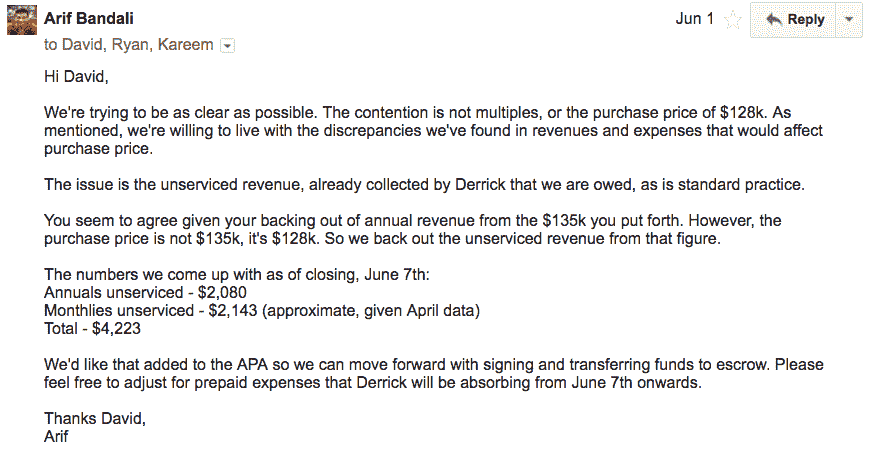 Arif Bandali
Jun 1
Reply
to David, Ryan, Kareem
Hi David,
We're trying to be as clear as possible. The contention is not multiples, or the purchase price of $128k. As
mentioned, we're willing to live with the discrepancies we've found in revenues and expenses that would affect
purchase price.
The issue is the unserviced revenue, already collected by Derrick that we are owed, as is standard practice.
You seem to agree given your backing out of annual revenue from the $135k you put forth. However, the
purchase price is not $135k, it's $128k. So we back out the unserviced revenue from that figure.
The numbers we come up with as of closing, June 7th:
Annuals unserviced - $2,080
Monthlies unserviced - $2,143 (approximate, given April data)
Total - $4,223
We'd like that added to the APA so we can move forward with signing and transferring funds to escrow. Please
feel free to adjust for prepaid expenses that Derrick will be absorbing from June 7th onwards.
Thanks David,
Arif